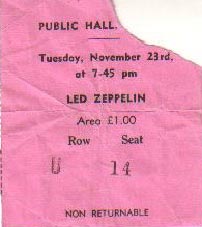 PUBLIC HALL.
Tuesday, November 23rd,
at 7-45 pm
LED ZEPPELIN
Area £1.00
Row Seat
U 14
NON RETURNABLE